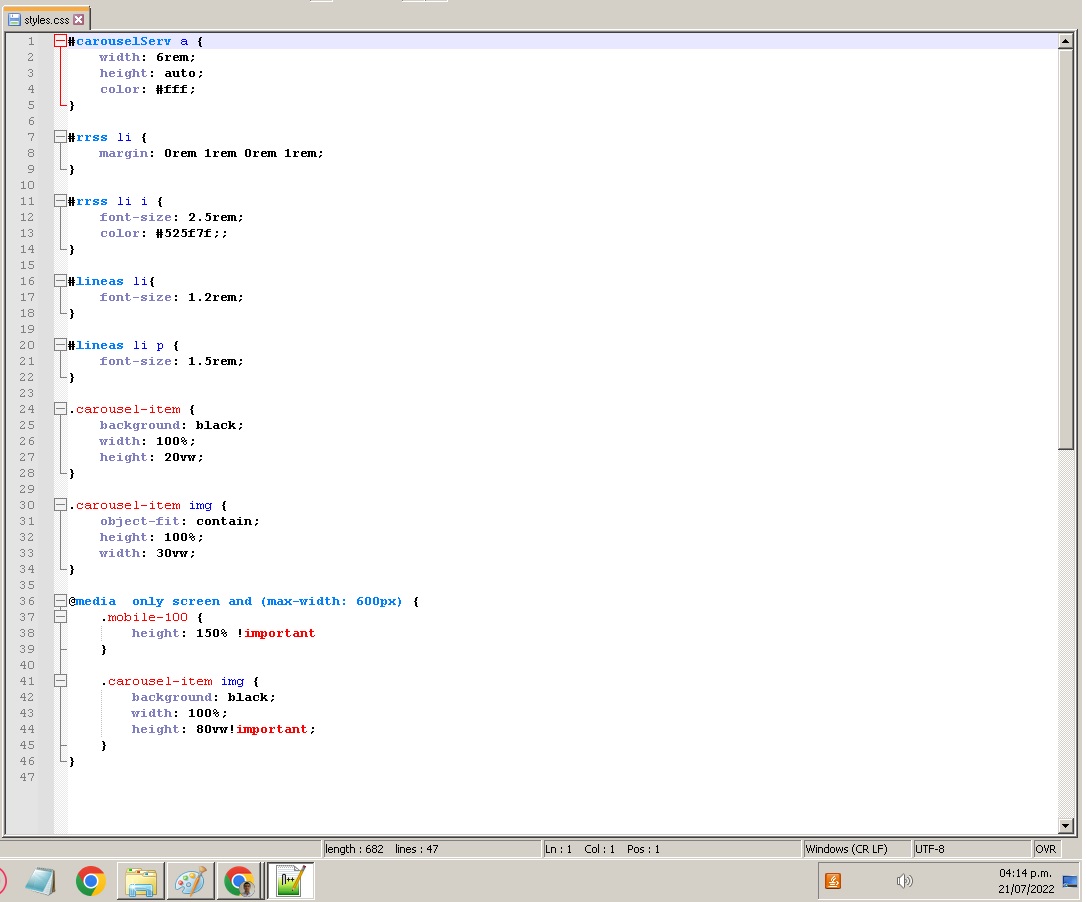 styles.css
1 #carouselServ a {
2     width: 6rem;
3     height: auto;
4     color: #fff;
5 }
6
7 #rrss li {
8     margin: 0rem 1rem 0rem 1rem;
9 }
10
11 #rrss li i {
12     font-size: 2.5rem;
13     color: #525f7f;;
14 }
15
16 #lineas li{
17     font-size: 1.2rem;
18 }
19
20 #lineas li p {
21     font-size: 1.5rem;
22 }
23
24 .carousel-item {
25     background: black;
26     width: 100%;
27     height: 20vw;
28 }
29
30 .carousel-item img {
31     object-fit: contain;
32     height: 100%;
33     width: 30vw;
34 }
35
36 @media  only screen and (max-width: 600px) {
37     .mobile-100 {
38         height: 150% !important
39     }
40
41     .carousel-item img {
42         background: black;
43         width: 100%;
44         height: 80vw!important;
45     }
46 }
47
length : 682 lines : 47 Ln : 1 Col : 1 Pos : 1 Windows (CR LF) UTF-8 OVR
04:14 p.m.
21/07/2022